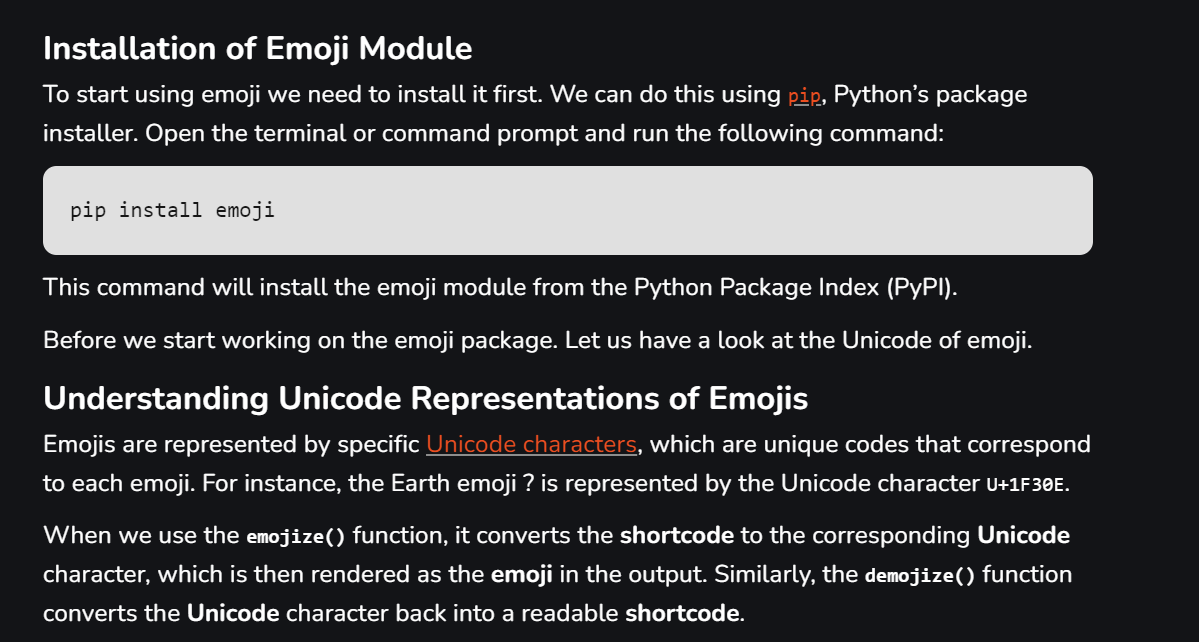 Installation of Emoji Module
To start using emoji we need to install it first. We can do this using pip, Python’s package
installer. Open the terminal or command prompt and run the following command:
pip install emoji
This command will install the emoji module from the Python Package Index (PyPI).
Before we start working on the emoji package. Let us have a look at the Unicode of emoji.
Understanding Unicode Representations of Emojis
Emojis are represented by specific Unicode characters, which are unique codes that correspond
to each emoji. For instance, the Earth emoji ? is represented by the Unicode character U+1F30E.
When we use the emojize() function, it converts the shortcode to the corresponding Unicode
character, which is then rendered as the emoji in the output. Similarly, the demojize() function
converts the Unicode character back into a readable shortcode.